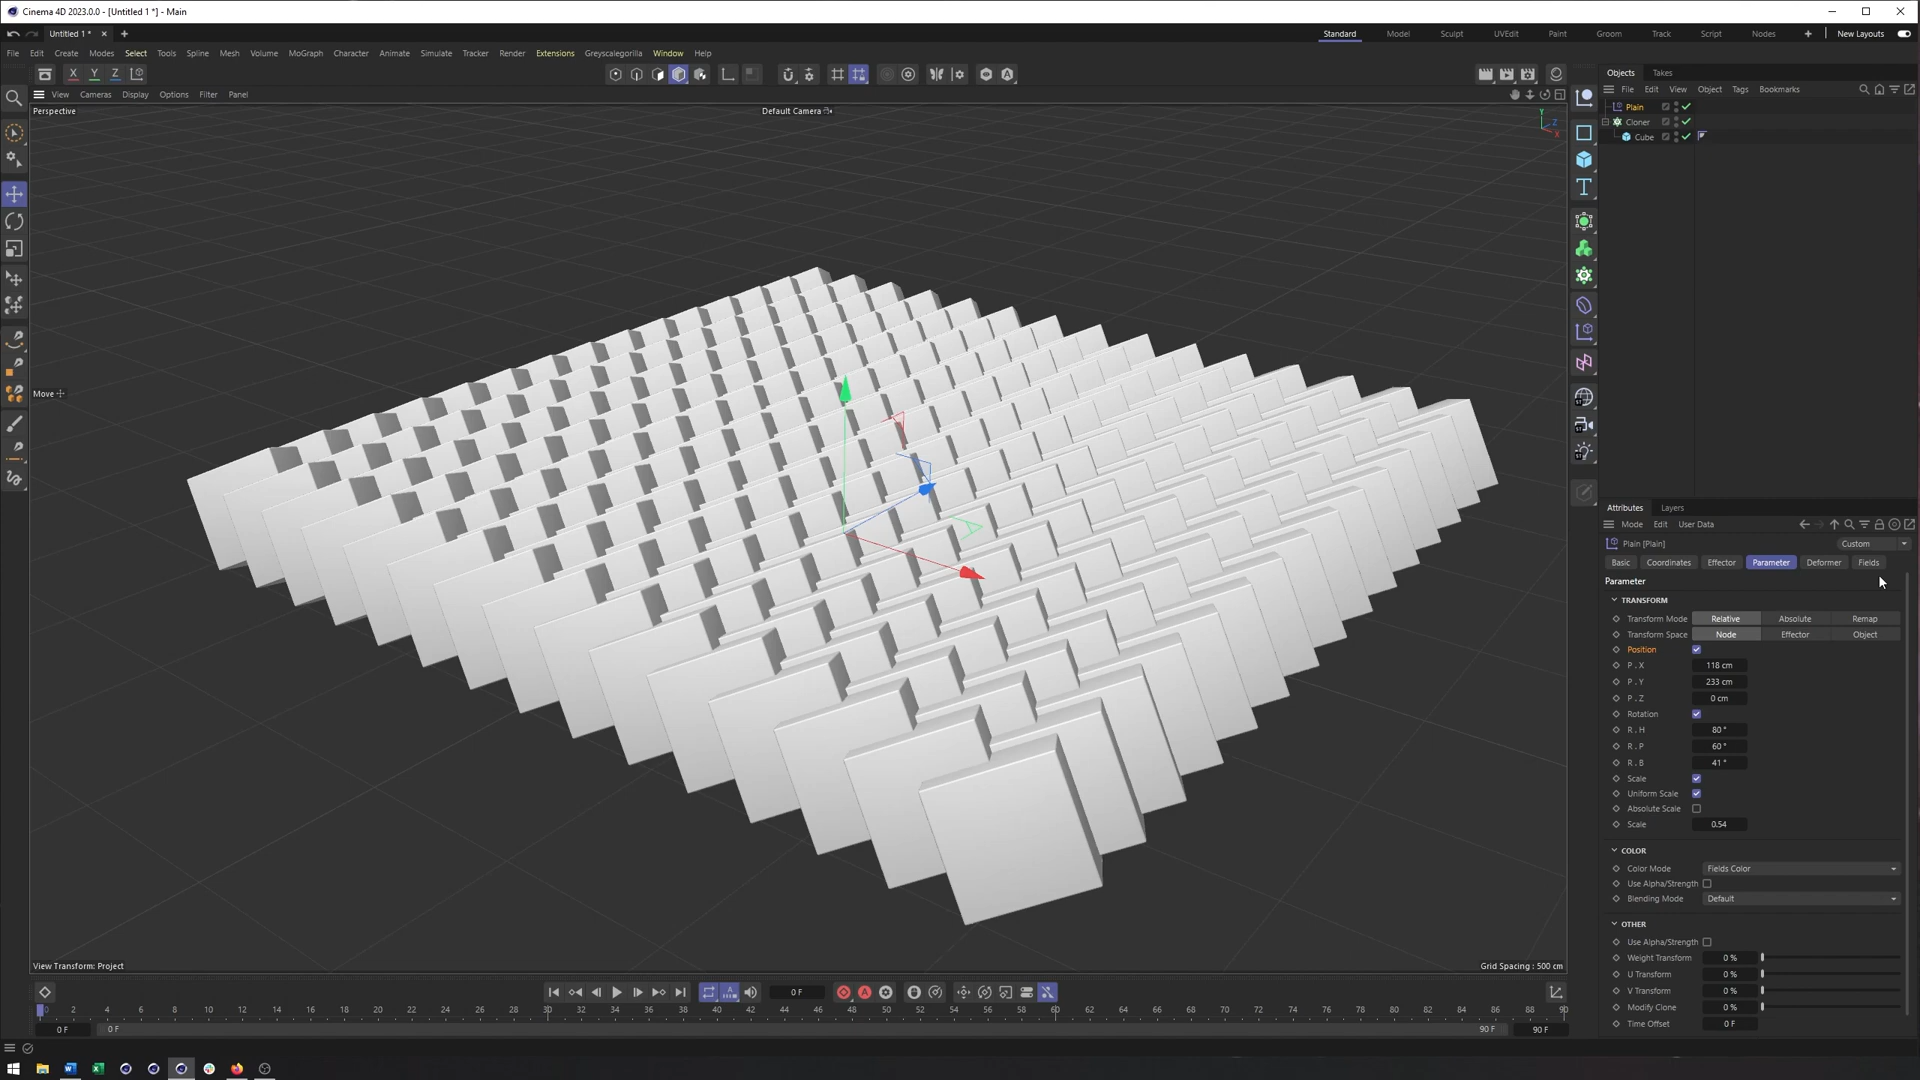 Cinema 4D 2023.0.0 - [Untitled 1 *] - Main
Untitled 1 *
Standard Model Sculpt UVEdit Paint Groom Track Script Nodes New Layouts
File Edit Create Modes Select Tools Spline Mesh Volume MoGraph Character Animate Simulate Tracker Render Extensions Greyscalegorilla Window Help
X Y Z
View Cameras Display Options Filter Panel
Perspective
Default Camera
Y
Z
X
Move
View Transform: Project
Grid Spacing : 500 cm
0 F
0 2 4 6 8 10 12 14 16 18 20 22 24 26 28 30 32 34 36 38 40 42 44 46 48 50 52 54 56 58 60 62 64 66 68 70 72 74 76 78 80 82 84 86 88 90
0 F 0 F 90 F 90 F
Objects Takes
File Edit View Object Tags Bookmarks
Plain
Cloner
Cube
Attributes Layers
Mode Edit User Data
Plain [Plain] Custom
Basic Coordinates Effector Parameter Deformer Fields
Parameter
TRANSFORM
Transform Mode Relative Absolute Remap
Transform Space Node Effector Object
Position
P . X 118 cm
P . Y 233 cm
P . Z 0 cm
Rotation
R . H 80 °
R . P 60 °
R . B 41 °
Scale
Uniform Scale
Absolute Scale
Scale 0.54
COLOR
Color Mode Fields Color
Use Alpha/Strength
Blending Mode Default
OTHER
Use Alpha/Strength
Weight Transform 0 %
U Transform 0 %
V Transform 0 %
Modify Clone 0 %
Time Offset 0 F